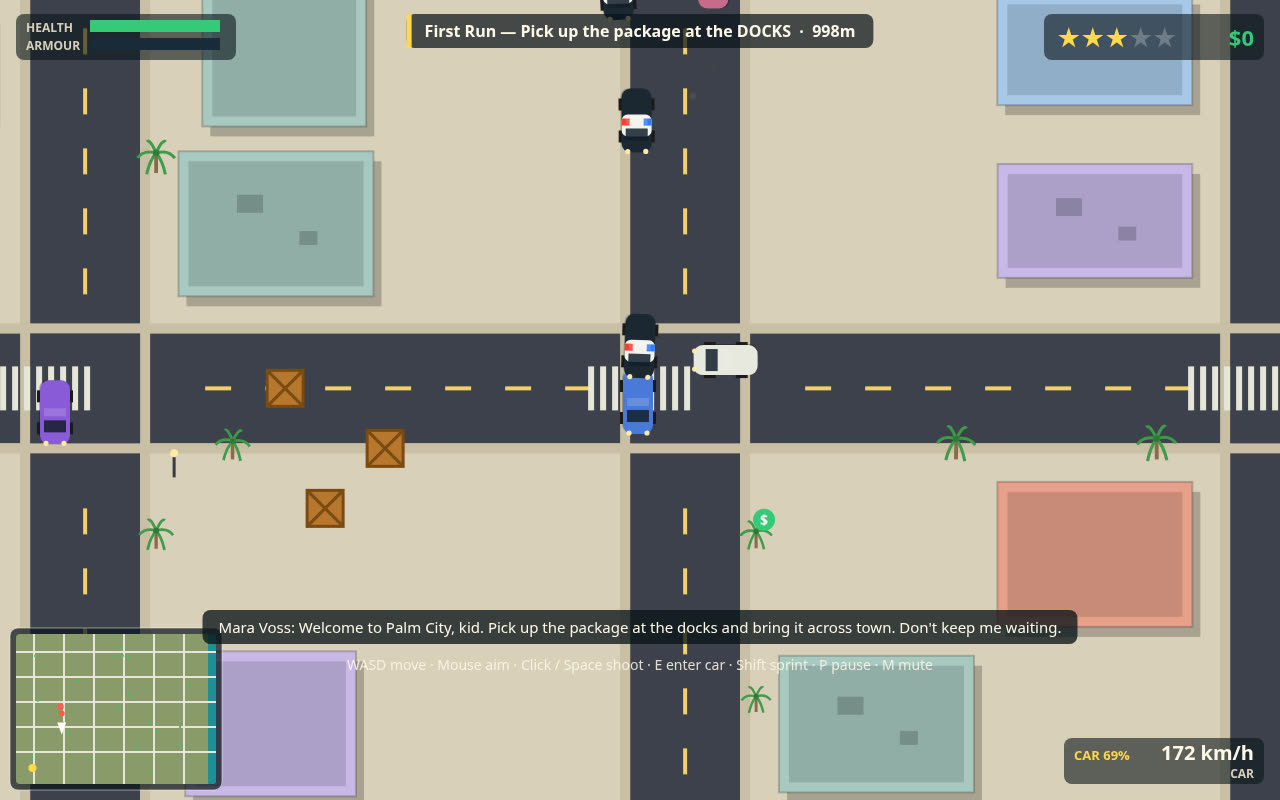 HEALTH
ARMOUR
First Run — Pick up the package at the DOCKS · 998m
$0
$
Mara Voss: Welcome to Palm City, kid. Pick up the package at the docks and bring it across town. Don't keep me waiting.
WASD move · Mouse aim · Click / Space shoot · E enter car · Shift sprint · P pause · M mute
CAR 69% 172 km/h
CAR